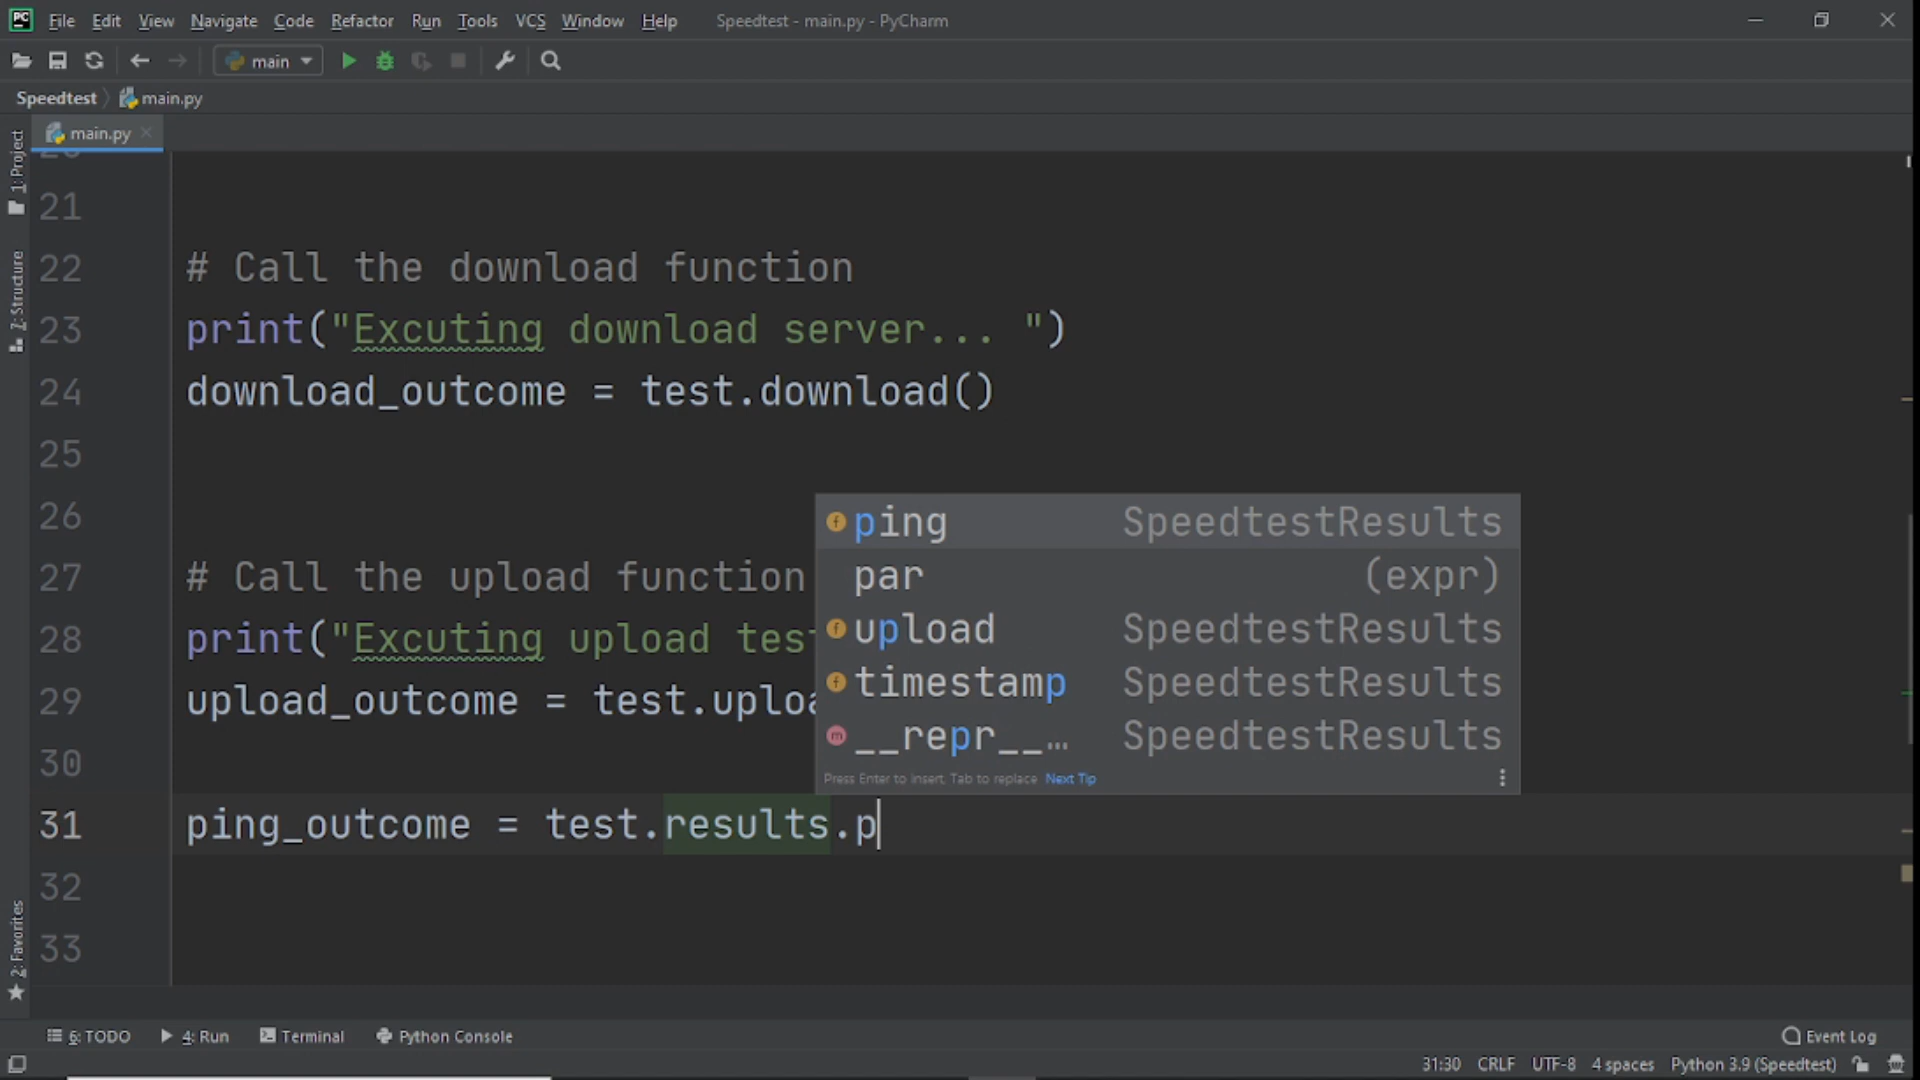 PC File Edit View Navigate Code Refactor Run Tools VCS Window Help Speedtest - main.py - PyCharm
main
Speedtest main.py
main.py
1: Project
Z: Structure
2: Favorites
21
22 # Call the download function
23 print("Excuting download server... ")
24 download_outcome = test.download()
25
26
27 # Call the upload function
28 print("Excuting upload tes
29 upload_outcome = test.uploa
30
31 ping_outcome = test.results.p
32
33
f ping SpeedtestResults
par (expr)
f upload SpeedtestResults
f timestamp SpeedtestResults
m __repr__… SpeedtestResults
Press Enter to insert, Tab to replace Next Tip
6: TODO 4: Run Terminal Python Console Event Log
31:30 CRLF UTF-8 4 spaces Python 3.9 (Speedtest)